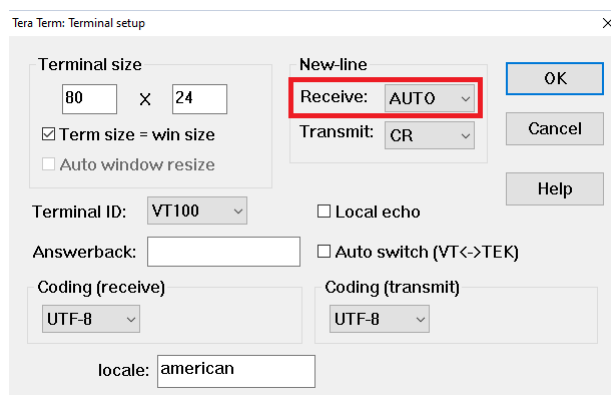 Tera Term: Terminal setup
Terminal size
80 X 24
Term size = win size
Auto window resize
New-line
Receive: AUTO
Transmit: CR
OK
Cancel
Help
Terminal ID: VT100
Local echo
Answerback:
Auto switch (VT<->TEK)
Coding (receive)
UTF-8
Coding (transmit)
UTF-8
locale: american